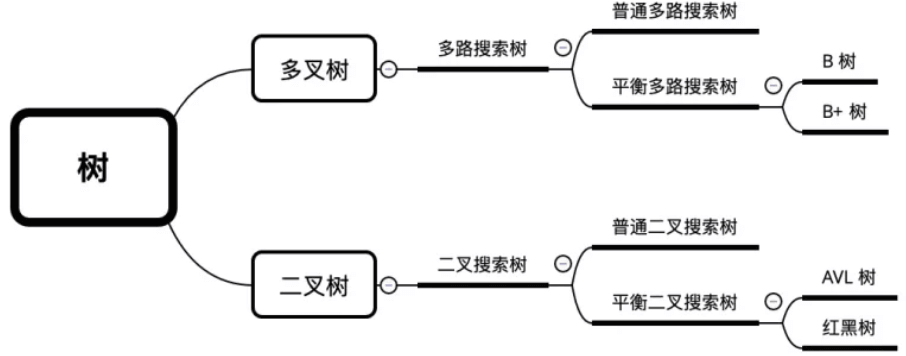 树
多叉树
多路搜索树
普通多路搜索树
平衡多路搜索树
B 树
B+ 树
二叉树
二叉搜索树
普通二叉搜索树
平衡二叉搜索树
AVL 树
红黑树